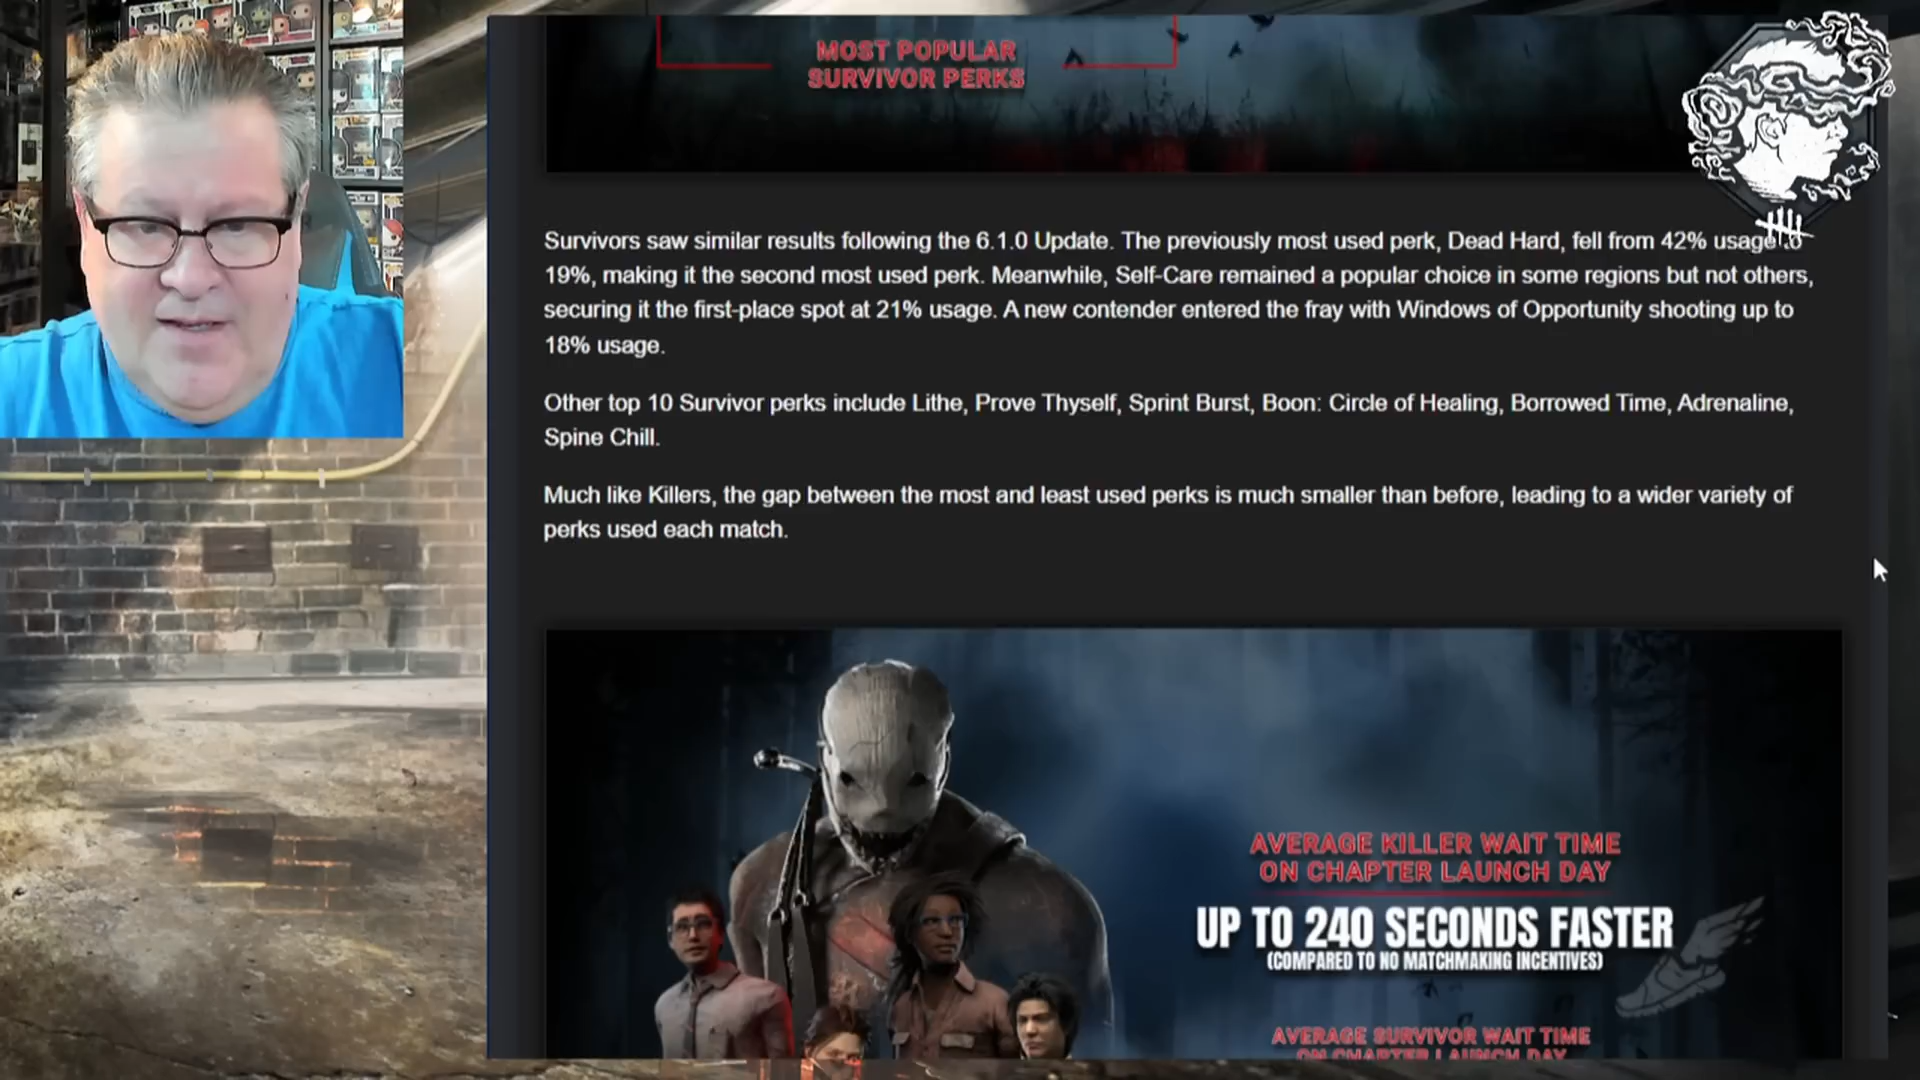 MOST POPULAR
SURVIVOR PERKS
Survivors saw similar results following the 6.1.0 Update. The previously most used perk, Dead Hard, fell from 42% usage
19%, making it the second most used perk. Meanwhile, Self-Care remained a popular choice in some regions but not others,
securing it the first-place spot at 21% usage. A new contender entered the fray with Windows of Opportunity shooting up to
18% usage.
Other top 10 Survivor perks include Lithe, Prove Thyself, Sprint Burst, Boon: Circle of Healing, Borrowed Time, Adrenaline,
Spine Chill.
Much like Killers, the gap between the most and least used perks is much smaller than before, leading to a wider variety of
perks used each match.
AVERAGE KILLER WAIT TIME
ON CHAPTER LAUNCH DAY
UP TO 240 SECONDS FASTER
(COMPARED TO NO MATCHMAKING INCENTIVES)
AVERAGE SURVIVOR WAIT TIME
ON CHAPTER LAUNCH DAY